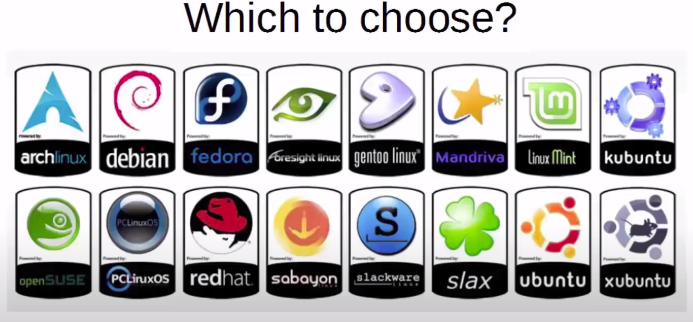 Which to choose?
Powered by: Powered by: Powered by: Powered by: Powered by: Powered by: Powered by: Powered by:
archlinux debian fedora foresight linux gentoo linux Mandriva Linux Mint kubuntu
PCLinuxOS S
Powered by: Powered by: Powered by: Powered by: Powered by: Powered by: Powered by: Powered by:
openSUSE PCLinuxOS redhat sabayon slackware slax ubuntu xubuntu
linux linux